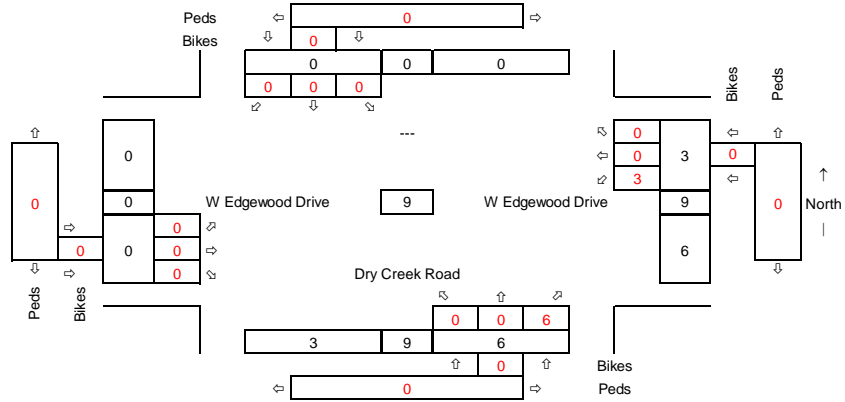 Peds 0
Bikes 0
0 0 0
0 0 0
Bikes Peds
---
0 0
0 3 0
0 W Edgewood Drive 9 W Edgewood Drive 3 9 0 North
0 0
0 0 0 6
0
Dry Creek Road
Peds Bikes
0 0 6
3 9 6
0 Bikes
0 Peds